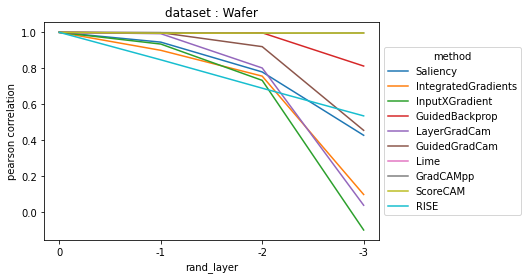 dataset : Wafer
pearson correlation
1.0
0.8
0.6
0.4
0.2
0.0
0
-1
-2
-3
rand_layer
method
Saliency
IntegratedGradients
InputXGradient
GuidedBackprop
LayerGradCam
GuidedGradCam
Lime
GradCAMpp
ScoreCAM
RISE